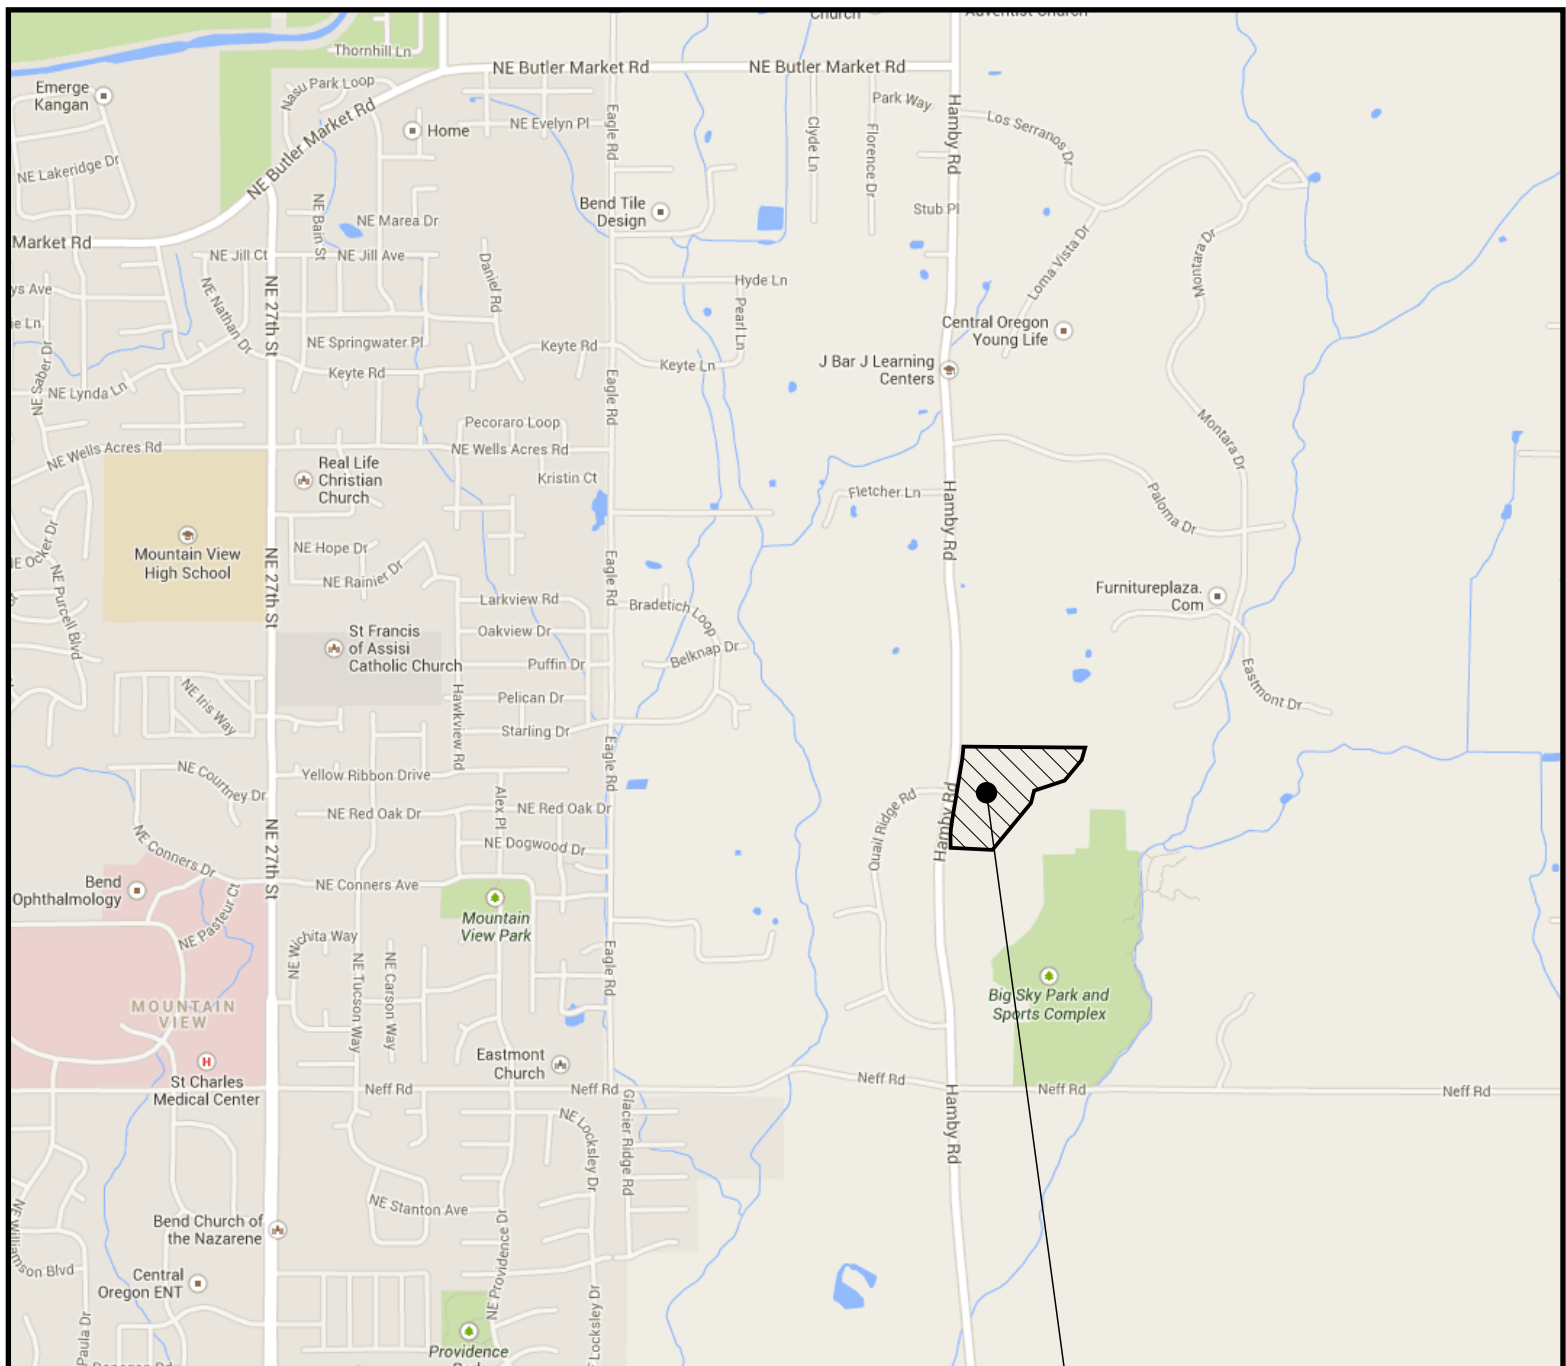 Church
Adventist Church
Thornhill Ln
NE Butler Market Rd
NE Butler Market Rd
Emerge
Kangan
Nasu Park Loop
Park Way
Hamby Rd
Los Serranos Dr
NE Butler Market Rd
Home
NE Evelyn Pl
Eagle Rd
Clyde Ln
Florence Dr
NE Lakeridge Dr
Bend Tile
Design
Stub Pl
NE Bain St
NE Marea Dr
Market Rd
NE Jill Ct
NE Jill Ave
Loma Vista Dr
Montara Dr
Daniel Rd
Hyde Ln
ys Ave
NE Nathan Dr
NE 27th St
Pearl Ln
e Ln
Central Oregon
Young Life
NE Springwater Pl
Keyte Rd
Keyte Ln
J Bar J Learning
Centers
NE Saber Dr
Keyte Rd
NE Lynda Ln
Eagle Rd
Pecoraro Loop
Montara Dr
NE Wells Acres Rd
NE Wells Acres Rd
Real Life
Christian
Church
Kristin Ct
Fletcher Ln
Hamby Rd
Paloma Dr
NE Ocker Dr
Mountain View
High School
NE Hope Dr
NE 27th St
NE Rainier Dr
Eagle Rd
NE Purcell Blvd
Larkview Rd
Bradetich Loop
Furnitureplaza.
Com
St Francis
of Assisi
Catholic Church
Oakview Dr
Puffin Dr
Belknap Dr
Eastmont Dr
NE Iris Way
Hawkview Rd
Pelican Dr
Starling Dr
Eagle Rd
NE Courtney Dr
Yellow Ribbon Drive
Alex Pl
NE Red Oak Dr
NE Red Oak Dr
Quail Ridge Rd
Hamby Rd
NE 27th St
NE Conners Dr
NE Dogwood Dr
Bend
Ophthalmology
NE Conners Ave
NE Pasteur Ct
Mountain
View Park
NE Wichita Way
NE Tucson Way
NE Carson Way
Eagle Rd
MOUNTAIN
VIEW
Big Sky Park and
Sports Complex
Eastmont
Church
St Charles
Medical Center
Neff Rd
Neff Rd
Neff Rd
Neff Rd
Neff Rd
H
Glacier Ridge Rd
Hamby Rd
NE Locksley Dr
NE Stanton Ave
NE Williamson Blvd
Bend Church of
the Nazarene
NE Providence Dr
Central
Oregon ENT
Paula Dr
Locksley Dr
Providence